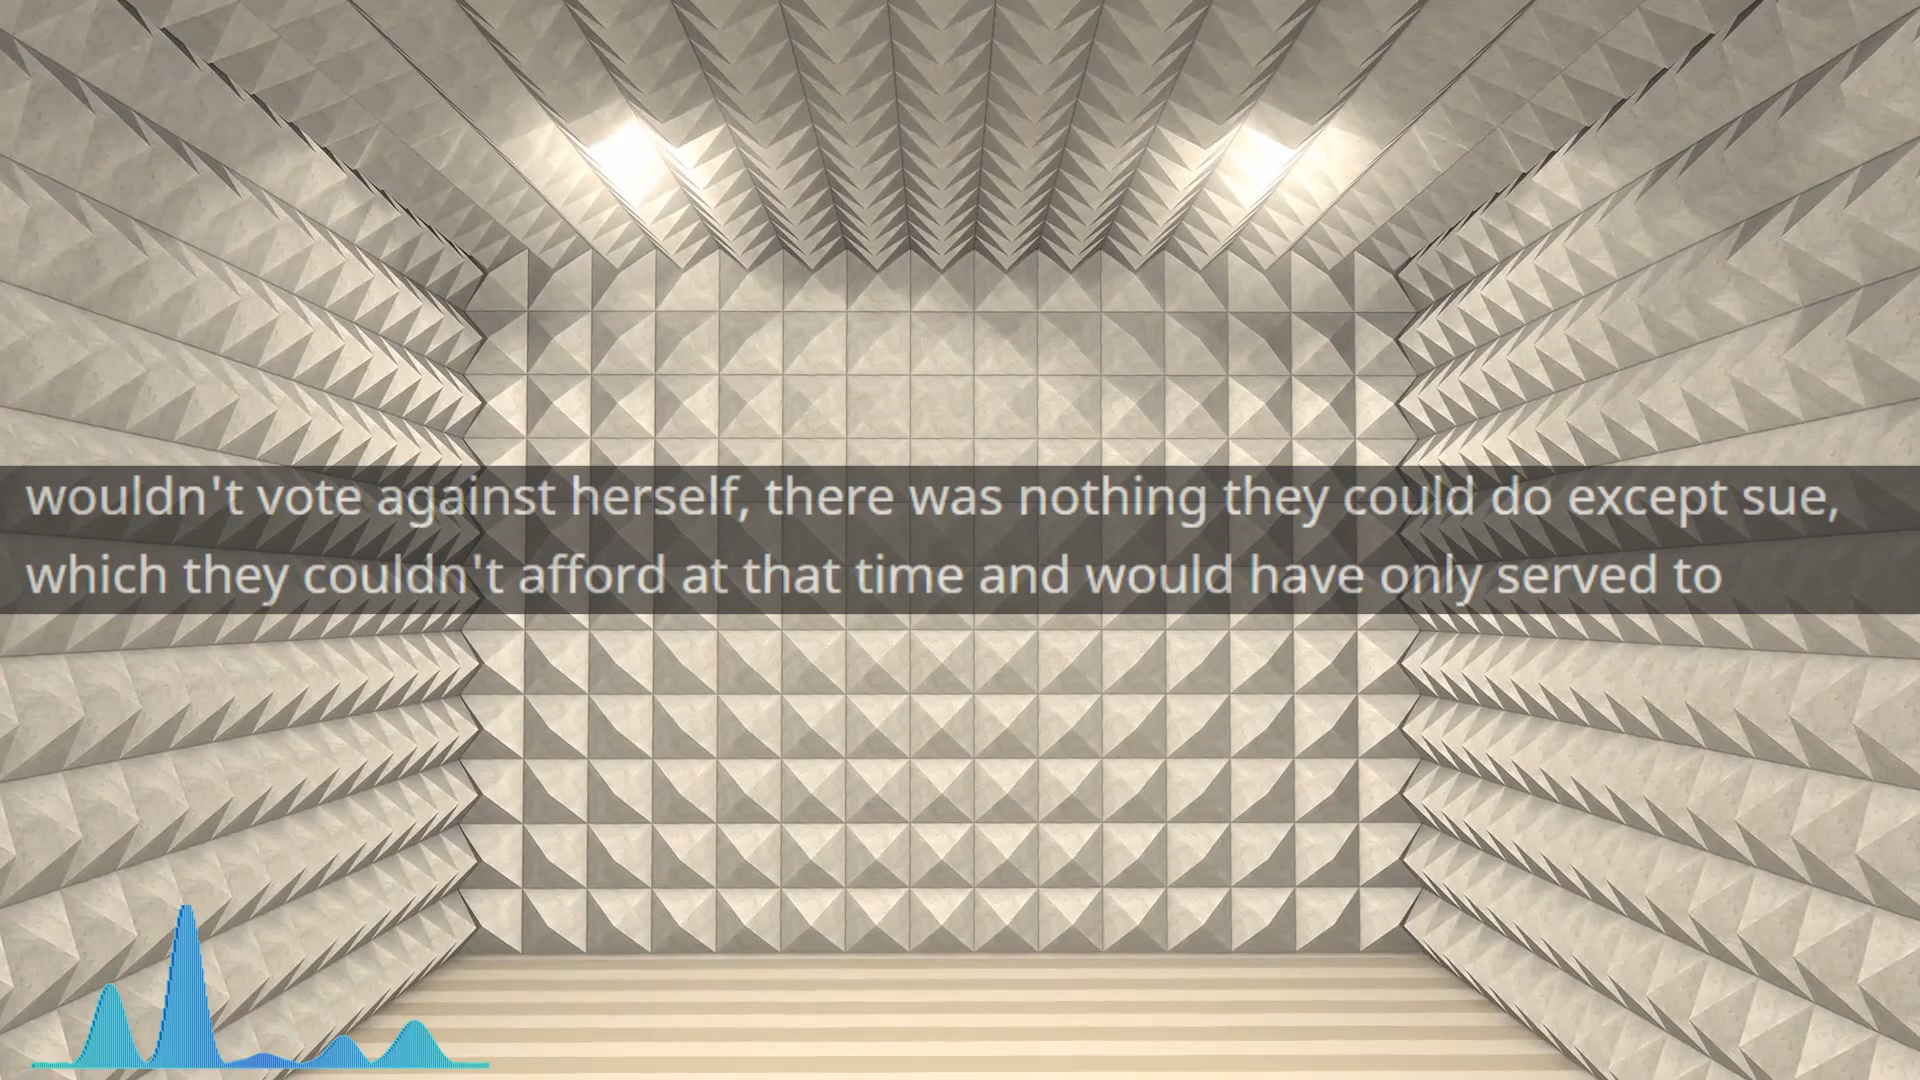 wouldn't vote against herself, there was nothing they could do except sue,
which they couldn't afford at that time and would have only served to